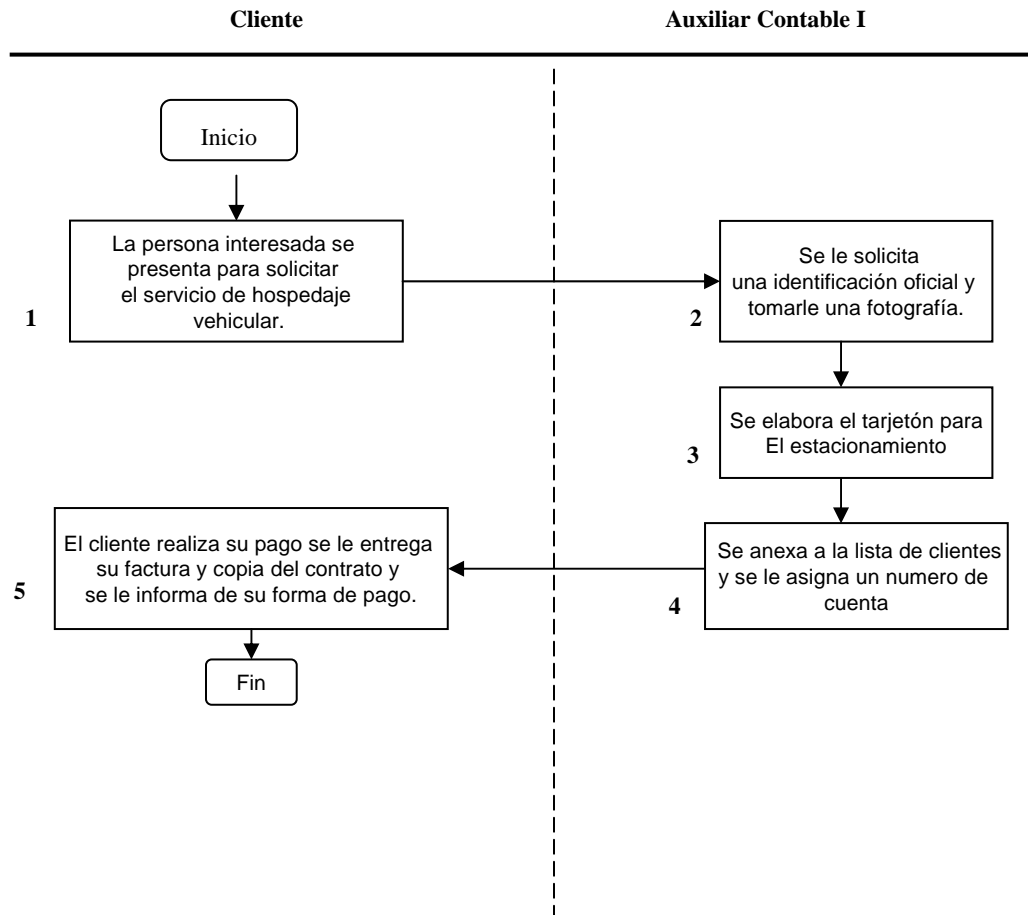 Cliente
Auxiliar Contable I
Inicio
La persona interesada se
presenta para solicitar
el servicio de hospedaje
vehicular.
1
Se le solicita
una identificación oficial y
tomarle una fotografía.
2
Se elabora el tarjetón para
El estacionamiento
3
Se anexa a la lista de clientes
y se le asigna un numero de
cuenta
4
El cliente realiza su pago se le entrega
su factura y copia del contrato y
se le informa de su forma de pago.
5
Fin